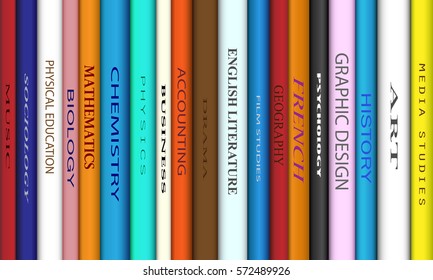 MUSIC
SOCIOLOGY
PHYSICAL EDUCATION
BIOLOGY
MATHEMATICS
CHEMISTRY
PHYSICS
BUSINESS
ACCOUNTING
DRAMA
ENGLISH LITERATURE
FILM STUDIES
GEOGRAPHY
FRENCH
PSYCHOLOGY
GRAPHIC DESIGN
HISTORY
ART
MEDIA STUDIES
www.shutterstock.com · 572489926